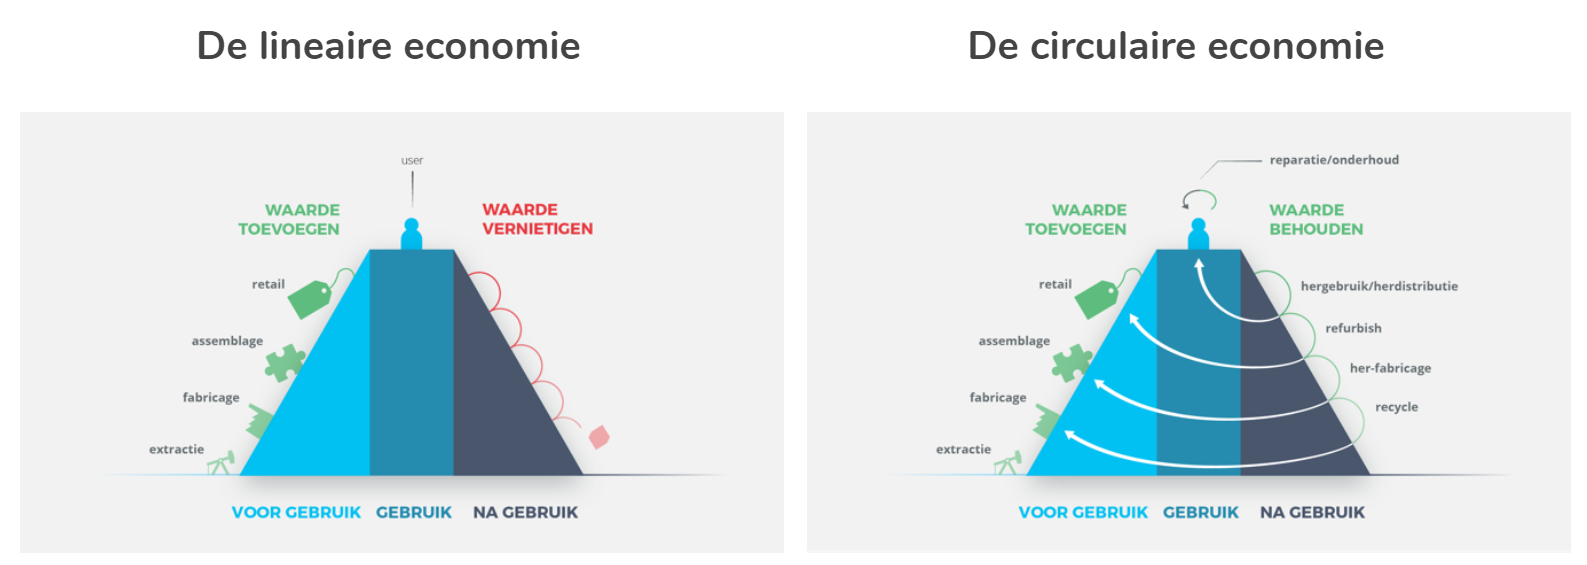 De lineaire economie
user
WAARDE
TOEVOEGEN
WAARDE
VERNIETIGEN
retail
assemblage
fabricage
extractie
VOOR GEBRUIK
GEBRUIK
NA GEBRUIK
De circulaire economie
reparatie/onderhoud
WAARDE
TOEVOEGEN
WAARDE
BEHOUDEN
retail
hergebruik/herdistributie
refurbish
assemblage
her-fabricage
fabricage
recycle
extractie
VOOR GEBRUIK
GEBRUIK
NA GEBRUIK